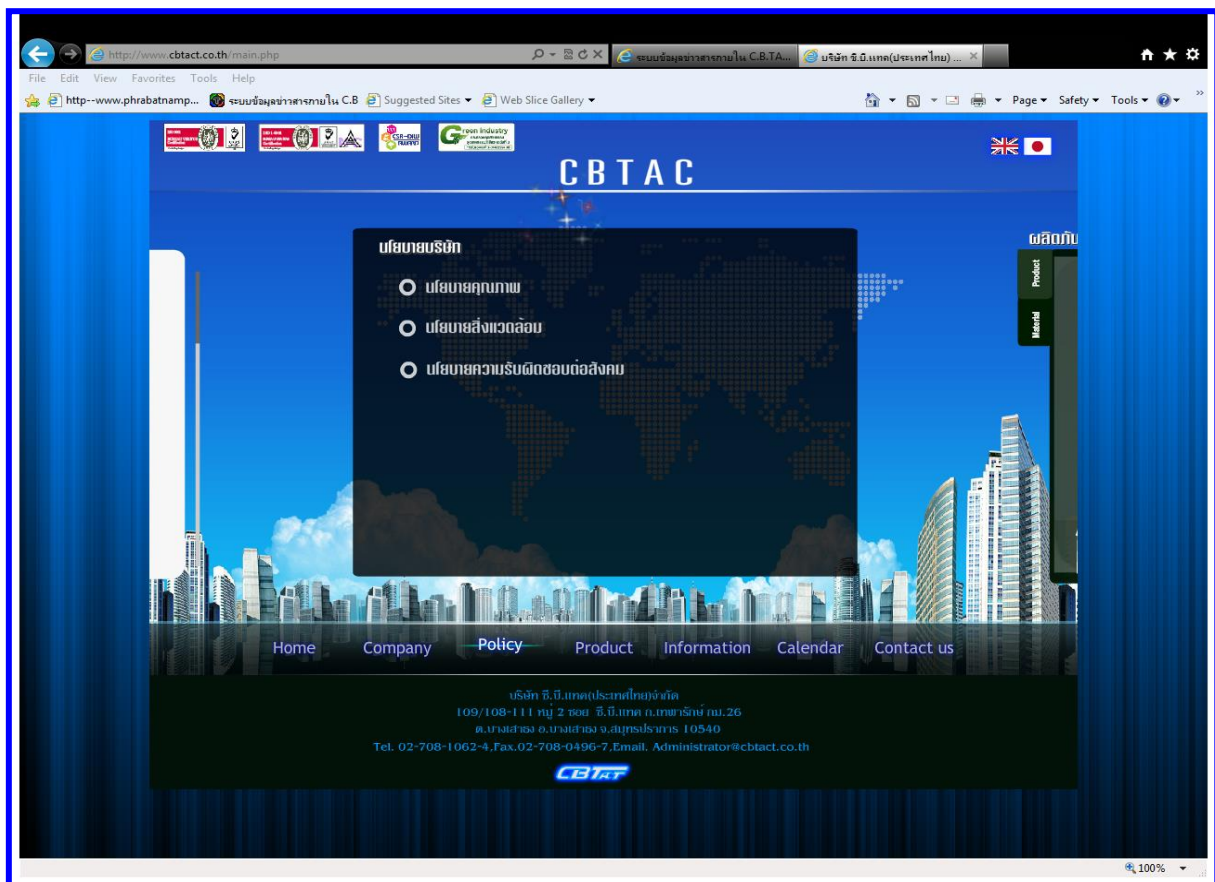 http://www.cbtact.co.th/main.php
ระบบข้อมูลข่าวสารภายใน C.B.TA...
บริษัท ซี.บี.แทค(ประเทศไทย) ...
File Edit View Favorites Tools Help
http--www.phrabatnamp... ระบบข้อมูลข่าวสารภายใน C.B Suggested Sites Web Slice Gallery
Page Safety Tools
CSR-DIW
AWARD
Green industry
CBTAC
นโยบายบริษัท
ผลิตภั
นโยบายคุณภาพ
Product
นโยบายสิ่งแวดล้อม
Material
นโยบายความรับผิดชอบต่อสังคม
Home Company Policy Product Information Calendar Contact us
บริษัท ซี.บี.แทค(ประเทศไทย)จำกัด
109/108-111 หมู่ 2 ซอย ซี.บี.แทค ถ.เทพารักษ์ กม.26
ต.บางเสาธง อ.บางเสาธง จ.สมุทรปราการ 10540
Tel. 02-708-1062-4,Fax.02-708-0496-7,Email. Administrator@cbtact.co.th
CBTAT
100%